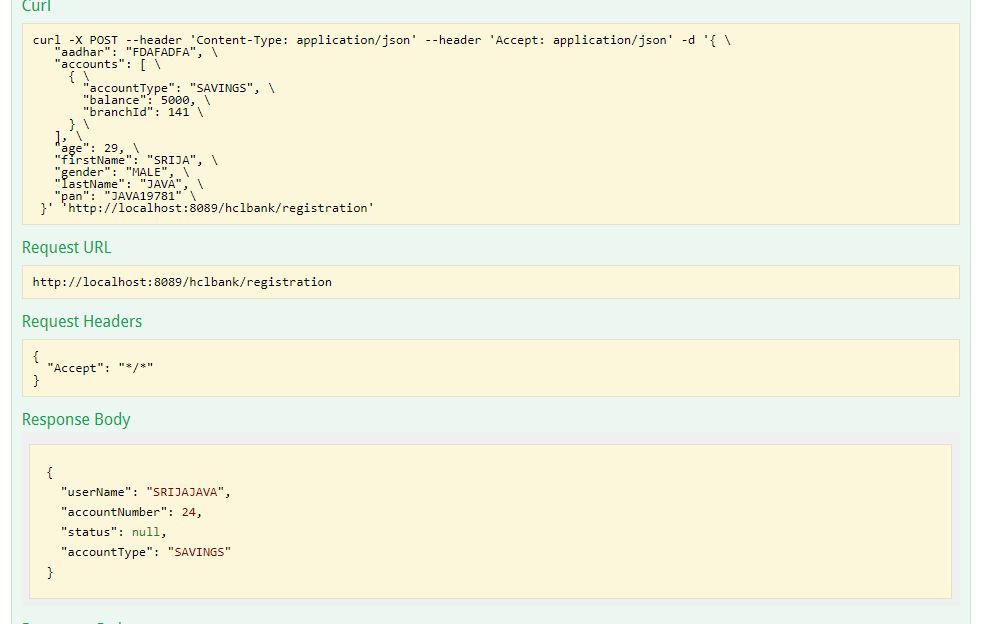 Curl
curl -X POST --header 'Content-Type: application/json' --header 'Accept: application/json' -d '{ \
"aadhar": "FDAFADFA", \
"accounts": [ \
{ \
"accountType": "SAVINGS", \
"balance": 5000, \
"branchId": 141 \
} \
], \
"age": 29, \
"firstName": "SRIJA", \
"gender": "MALE", \
"lastName": "JAVA", \
"pan": "JAVA19781" \
}' 'http://localhost:8089/hclbank/registration'
Request URL
http://localhost:8089/hclbank/registration
Request Headers
{
"Accept": "*/*"
}
Response Body
{
"userName": "SRIJAJAVA",
"accountNumber": 24,
"status": null,
"accountType": "SAVINGS"
}